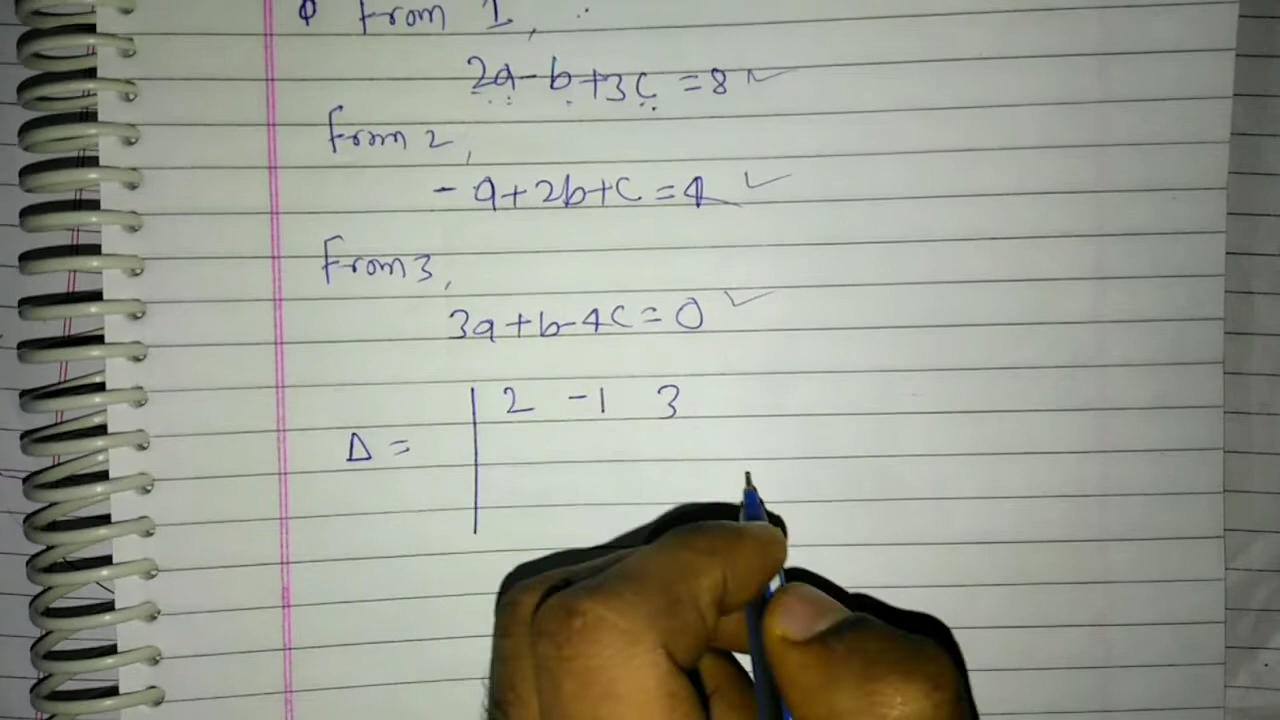 From 1,
2a-b+3c=8
From 2,
-a+2b+c=4
From 3,
3a+b-4c=0
2 -1 3
Δ =